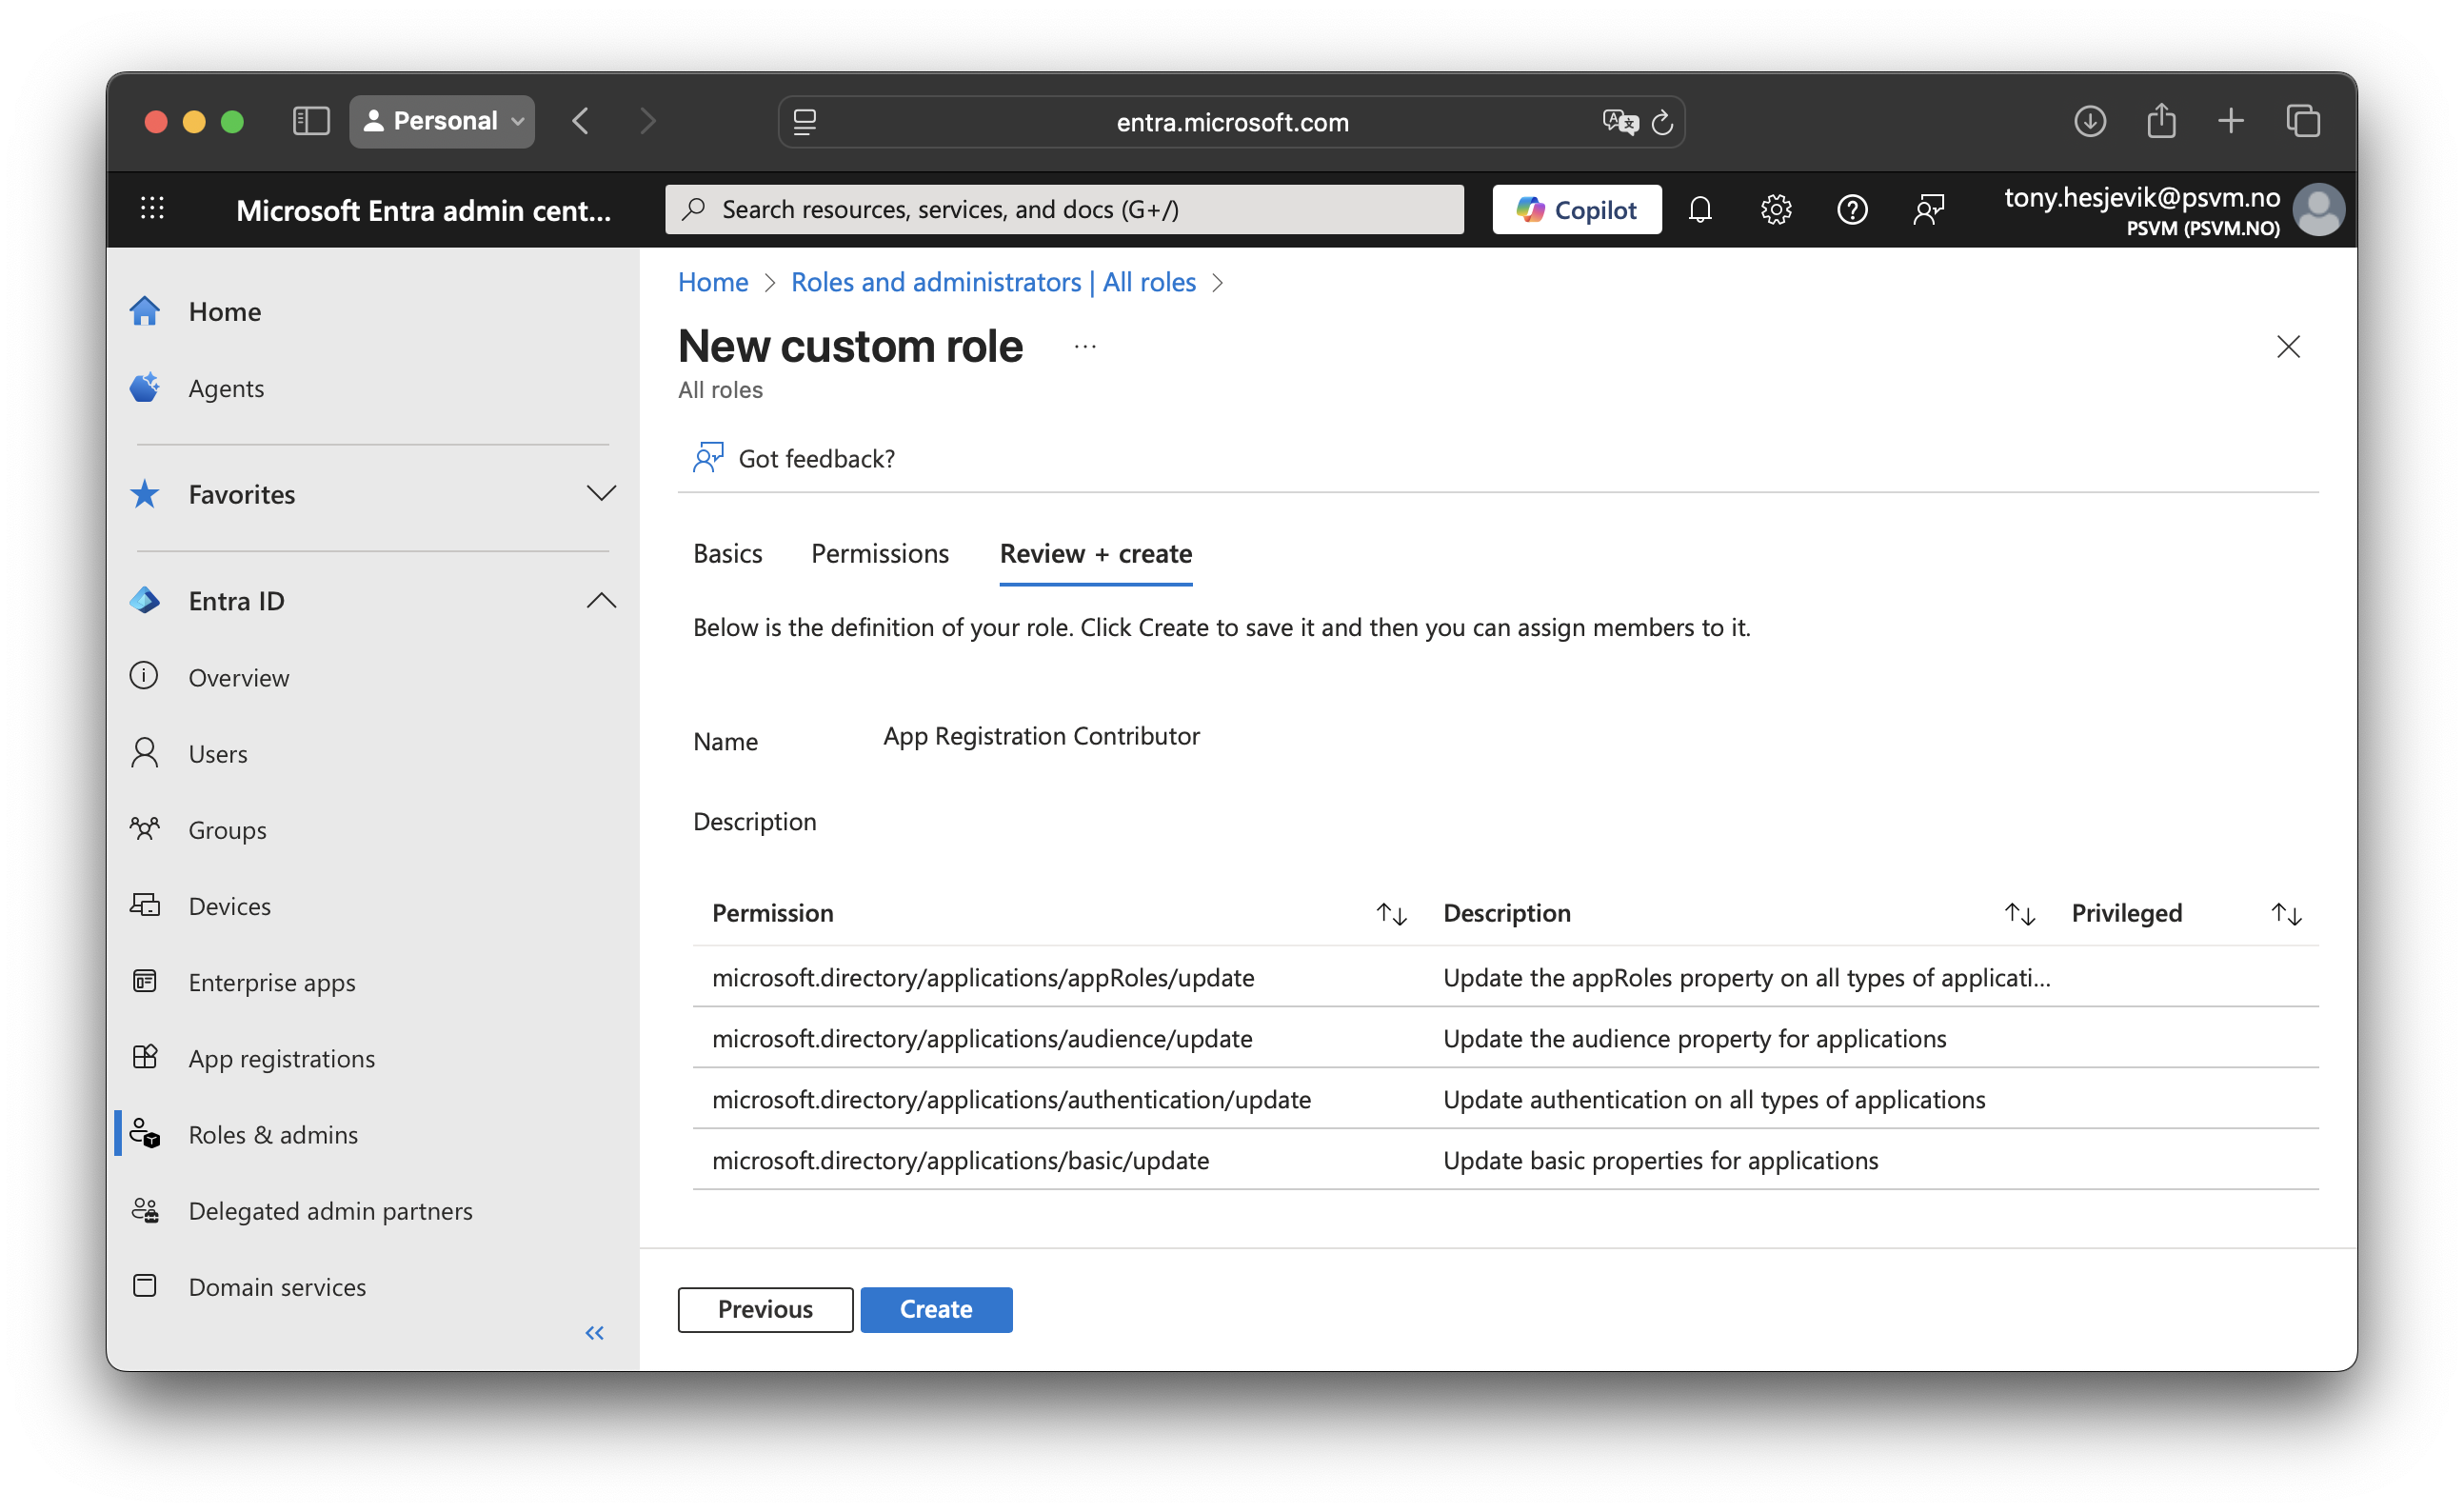 Personal
entra.microsoft.com
Microsoft Entra admin cent...
Search resources, services, and docs (G+/)
Copilot
tony.hesjevik@psvm.no
PSVM (PSVM.NO)
Home
Agents
Favorites
Entra ID
Overview
Users
Groups
Devices
Enterprise apps
App registrations
Roles & admins
Delegated admin partners
Domain services
Home > Roles and administrators | All roles >
New custom role ...
All roles
Got feedback?
Basics Permissions Review + create
Below is the definition of your role. Click Create to save it and then you can assign members to it.
Name App Registration Contributor
Description
Permission Description Privileged
microsoft.directory/applications/appRoles/update Update the appRoles property on all types of applicati...
microsoft.directory/applications/audience/update Update the audience property for applications
microsoft.directory/applications/authentication/update Update authentication on all types of applications
microsoft.directory/applications/basic/update Update basic properties for applications
Previous Create